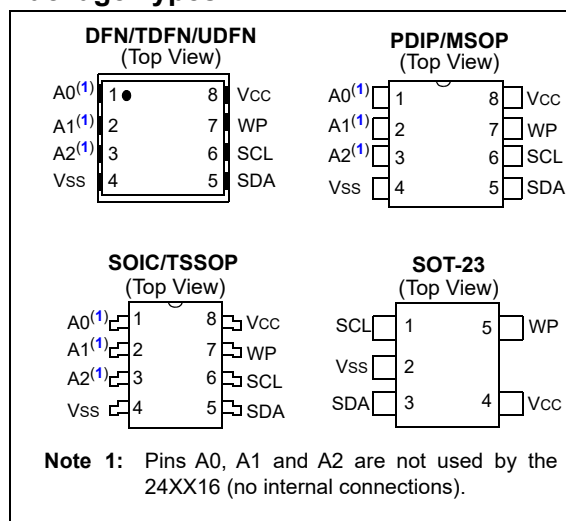 DFN/TDFN/UDFN
(Top View)
A0(1) 1 8 VCC
A1(1) 2 7 WP
A2(1) 3 6 SCL
VSS 4 5 SDA
PDIP/MSOP
(Top View)
A0(1) 1 8 VCC
A1(1) 2 7 WP
A2(1) 3 6 SCL
VSS 4 5 SDA
SOIC/TSSOP
(Top View)
A0(1) 1 8 VCC
A1(1) 2 7 WP
A2(1) 3 6 SCL
VSS 4 5 SDA
SOT-23
(Top View)
SCL 1 5 WP
VSS 2
SDA 3 4 VCC
Note 1: Pins A0, A1 and A2 are not used by the
24XX16 (no internal connections).